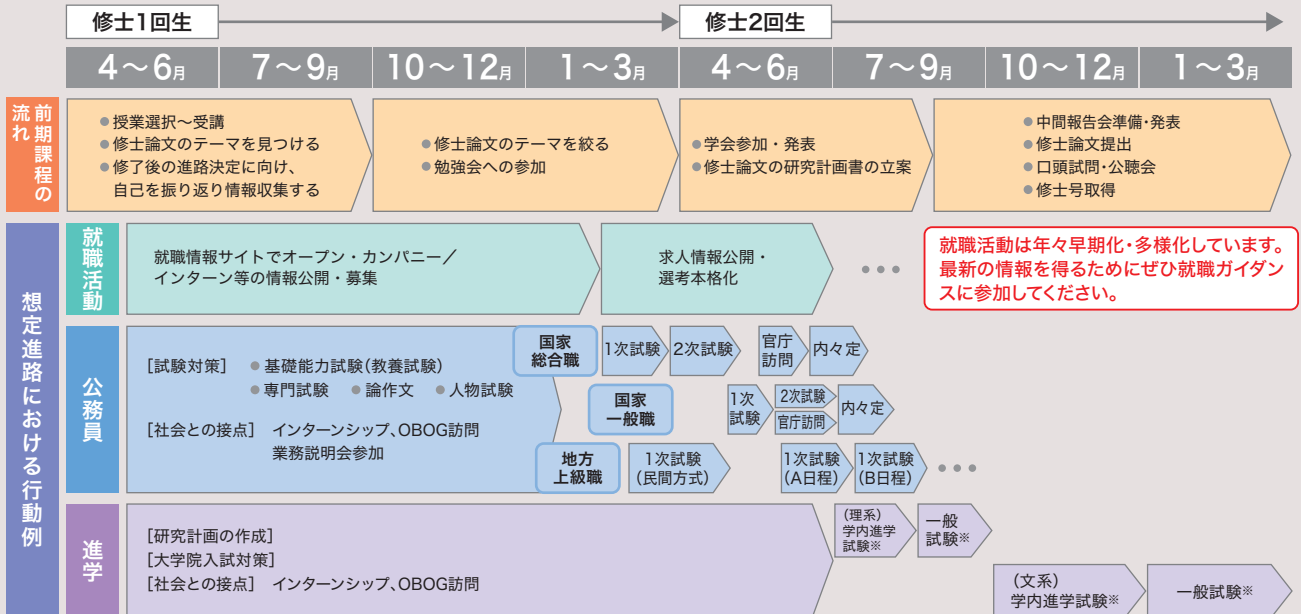 修士1回生
修士2回生
4〜6月
7〜9月
10〜12月
1〜3月
4〜6月
7〜9月
10〜12月
1〜3月
前期課程の
流れ
●授業選択〜受講
●修士論文のテーマを見つける
●修了後の進路決定に向け、
自己を振り返り情報収集する
●修士論文のテーマを絞る
●勉強会への参加
●学会参加・発表
●修士論文の研究計画書の立案
●中間報告会準備・発表
●修士論文提出
●口頭試問・公聴会
●修士号取得
想定進路における行動例
就職活動
就職情報サイトでオープン・カンパニー／
インターン等の情報公開・募集
求人情報公開・
選考本格化
●●●
就職活動は年々早期化・多様化しています。
最新の情報を得るためにぜひ就職ガイダン
スに参加してください。
公務員
[試験対策] ●基礎能力試験(教養試験)
●専門試験 ●論作文 ●人物試験
[社会との接点] インターンシップ、OBOG訪問
業務説明会参加
国家
総合職
1次試験
2次試験
官庁
訪問
内々定
国家
一般職
1次
試験
2次試験
官庁訪問
内々定
地方
上級職
1次試験
(民間方式)
1次試験
(A日程)
1次試験
(B日程)
●●●
進学
[研究計画の作成]
[大学院入試対策]
[社会との接点] インターンシップ、OBOG訪問
(理系)
学内進学
試験※
一般
試験※
(文系)
学内進学試験※
一般試験※